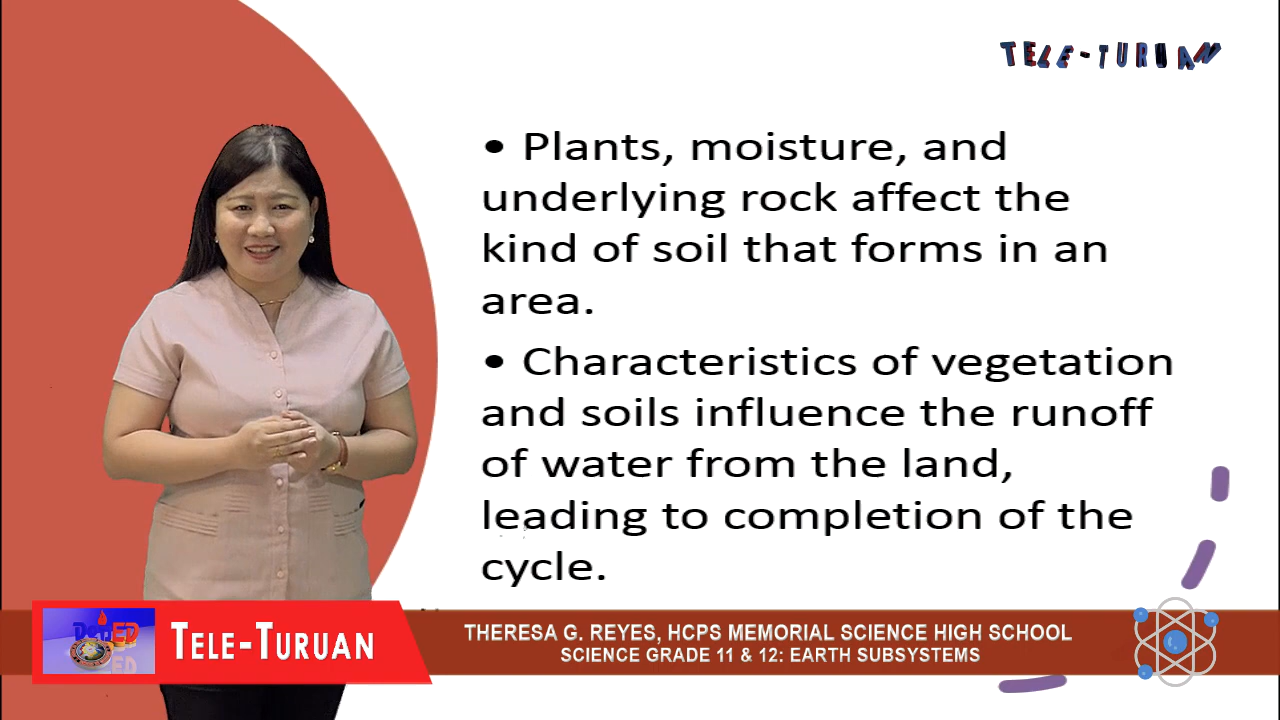 TELE-TURUAN
• Plants, moisture, and
underlying rock affect the
kind of soil that forms in an
area.
• Characteristics of vegetation
and soils influence the runoff
of water from the land,
leading to completion of the
cycle.
DepED
TELE-TURUAN
THERESA G. REYES, HCPS MEMORIAL SCIENCE HIGH SCHOOL
SCIENCE GRADE 11 & 12: EARTH SUBSYSTEMS